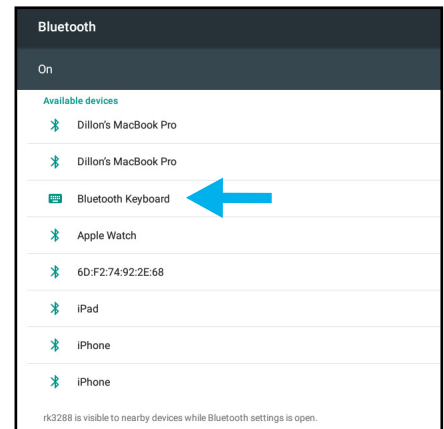 Bluetooth
On
Available devices
Dillon's MacBook Pro
Dillon's MacBook Pro
Bluetooth Keyboard
Apple Watch
6D:F2:74:92:2E:68
iPad
iPhone
iPhone
rk3288 is visible to nearby devices while Bluetooth settings is open.